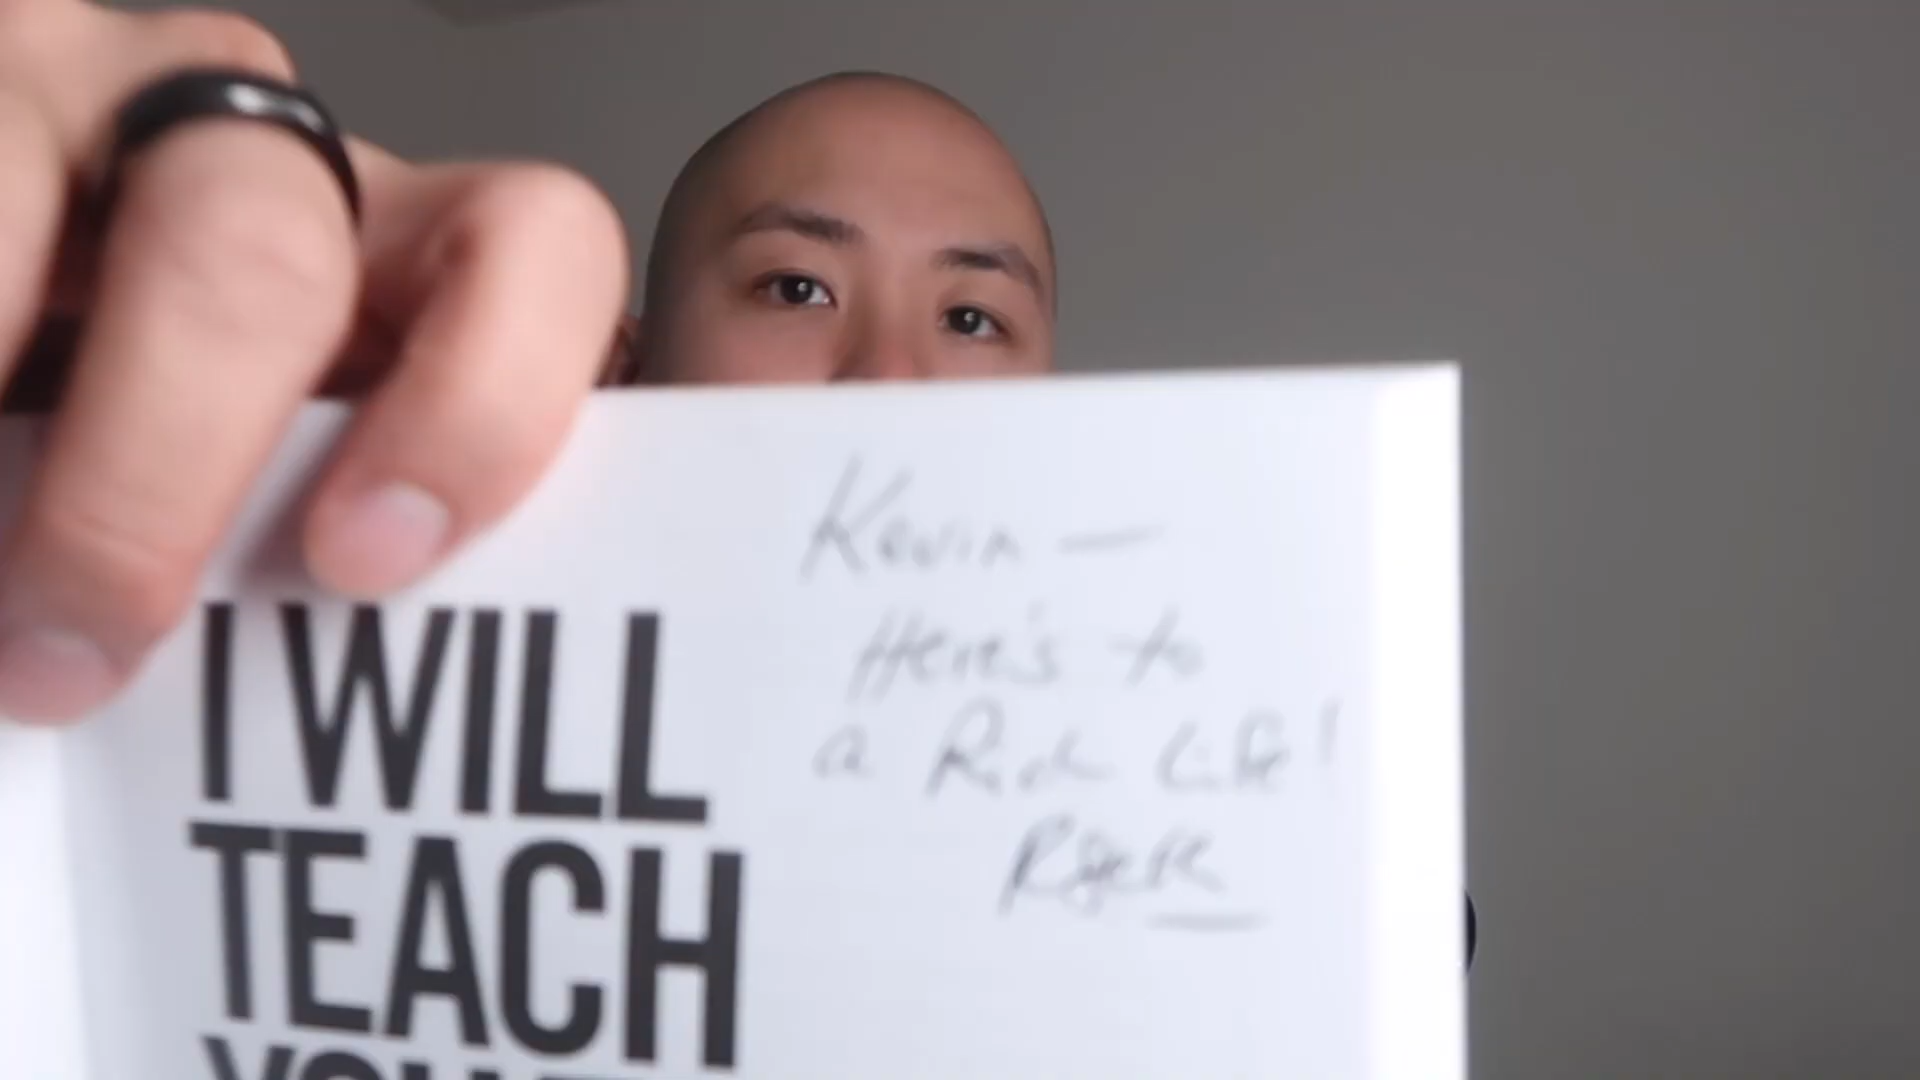 Kevin —
Here's to
a Rich Life!
I WILL
TEACH